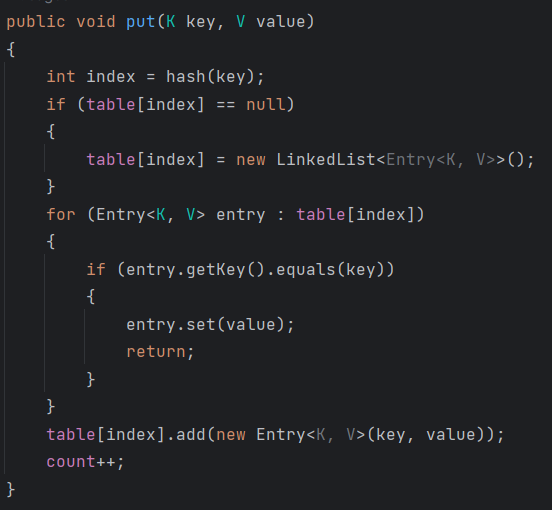 public void put(K key, V value)
{
    int index = hash(key);
    if (table[index] == null)
    {
        table[index] = new LinkedList<Entry<K, V>>();
    }
    for (Entry<K, V> entry : table[index])
    {
        if (entry.getKey().equals(key))
        {
            entry.set(value);
            return;
        }
    }
    table[index].add(new Entry<K, V>(key, value));
    count++;
}